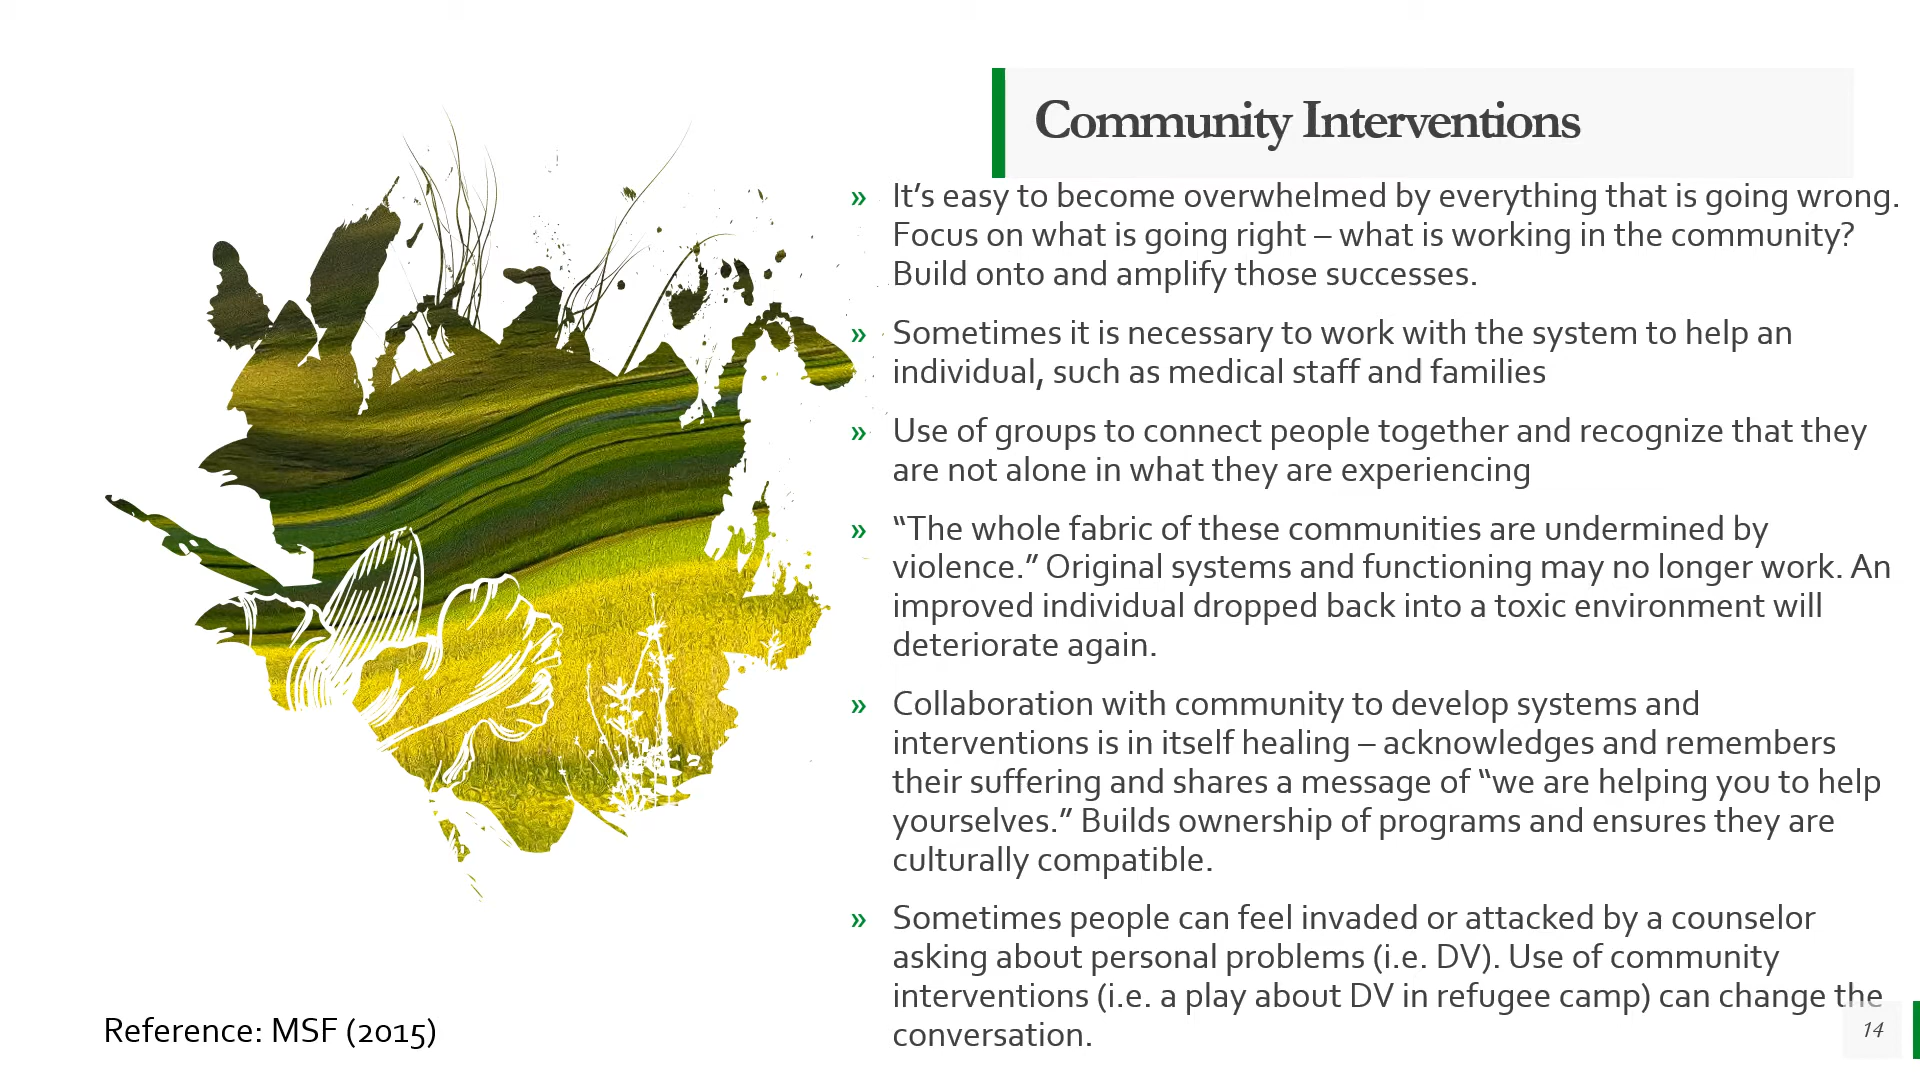 Community Interventions
» It’s easy to become overwhelmed by everything that is going wrong.
Focus on what is going right – what is working in the community?
Build onto and amplify those successes.
» Sometimes it is necessary to work with the system to help an
individual, such as medical staff and families
» Use of groups to connect people together and recognize that they
are not alone in what they are experiencing
» “The whole fabric of these communities are undermined by
violence.” Original systems and functioning may no longer work. An
improved individual dropped back into a toxic environment will
deteriorate again.
» Collaboration with community to develop systems and
interventions is in itself healing – acknowledges and remembers
their suffering and shares a message of “we are helping you to help
yourselves.” Builds ownership of programs and ensures they are
culturally compatible.
» Sometimes people can feel invaded or attacked by a counselor
asking about personal problems (i.e. DV). Use of community
interventions (i.e. a play about DV in refugee camp) can change the
conversation.
Reference: MSF (2015)
14